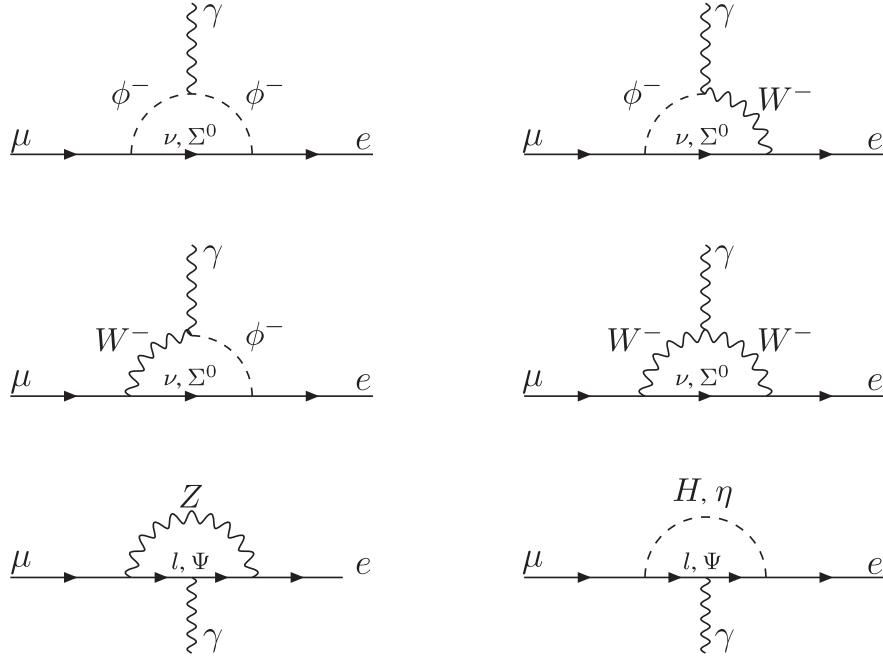 γ γ
ϕ⁻ ϕ⁻ ϕ⁻ W⁻
μ ν, Σ⁰ e μ ν, Σ⁰ e
γ γ
W⁻ ϕ⁻ W⁻ W⁻
μ ν, Σ⁰ e μ ν, Σ⁰ e
Z H, η
μ l, Ψ e μ l, Ψ e
γ γ